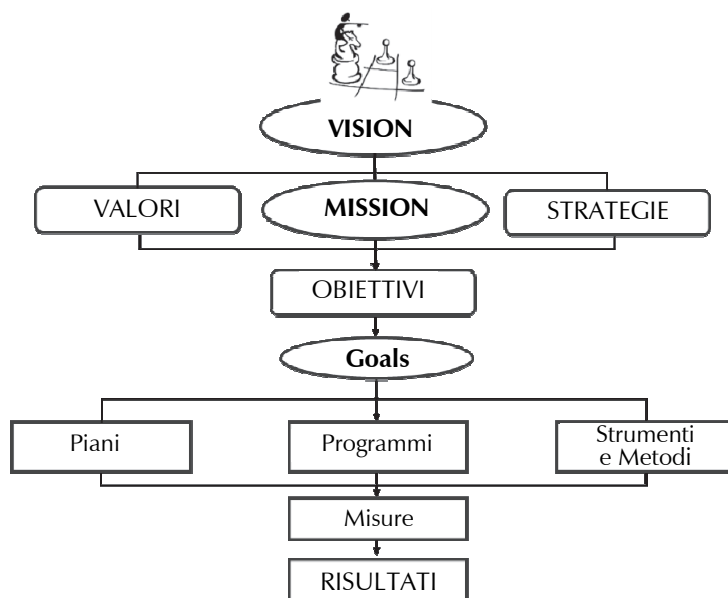 VISION
VALORI
MISSION
STRATEGIE
OBIETTIVI
Goals
Piani
Programmi
Strumenti
e Metodi
Misure
RISULTATI